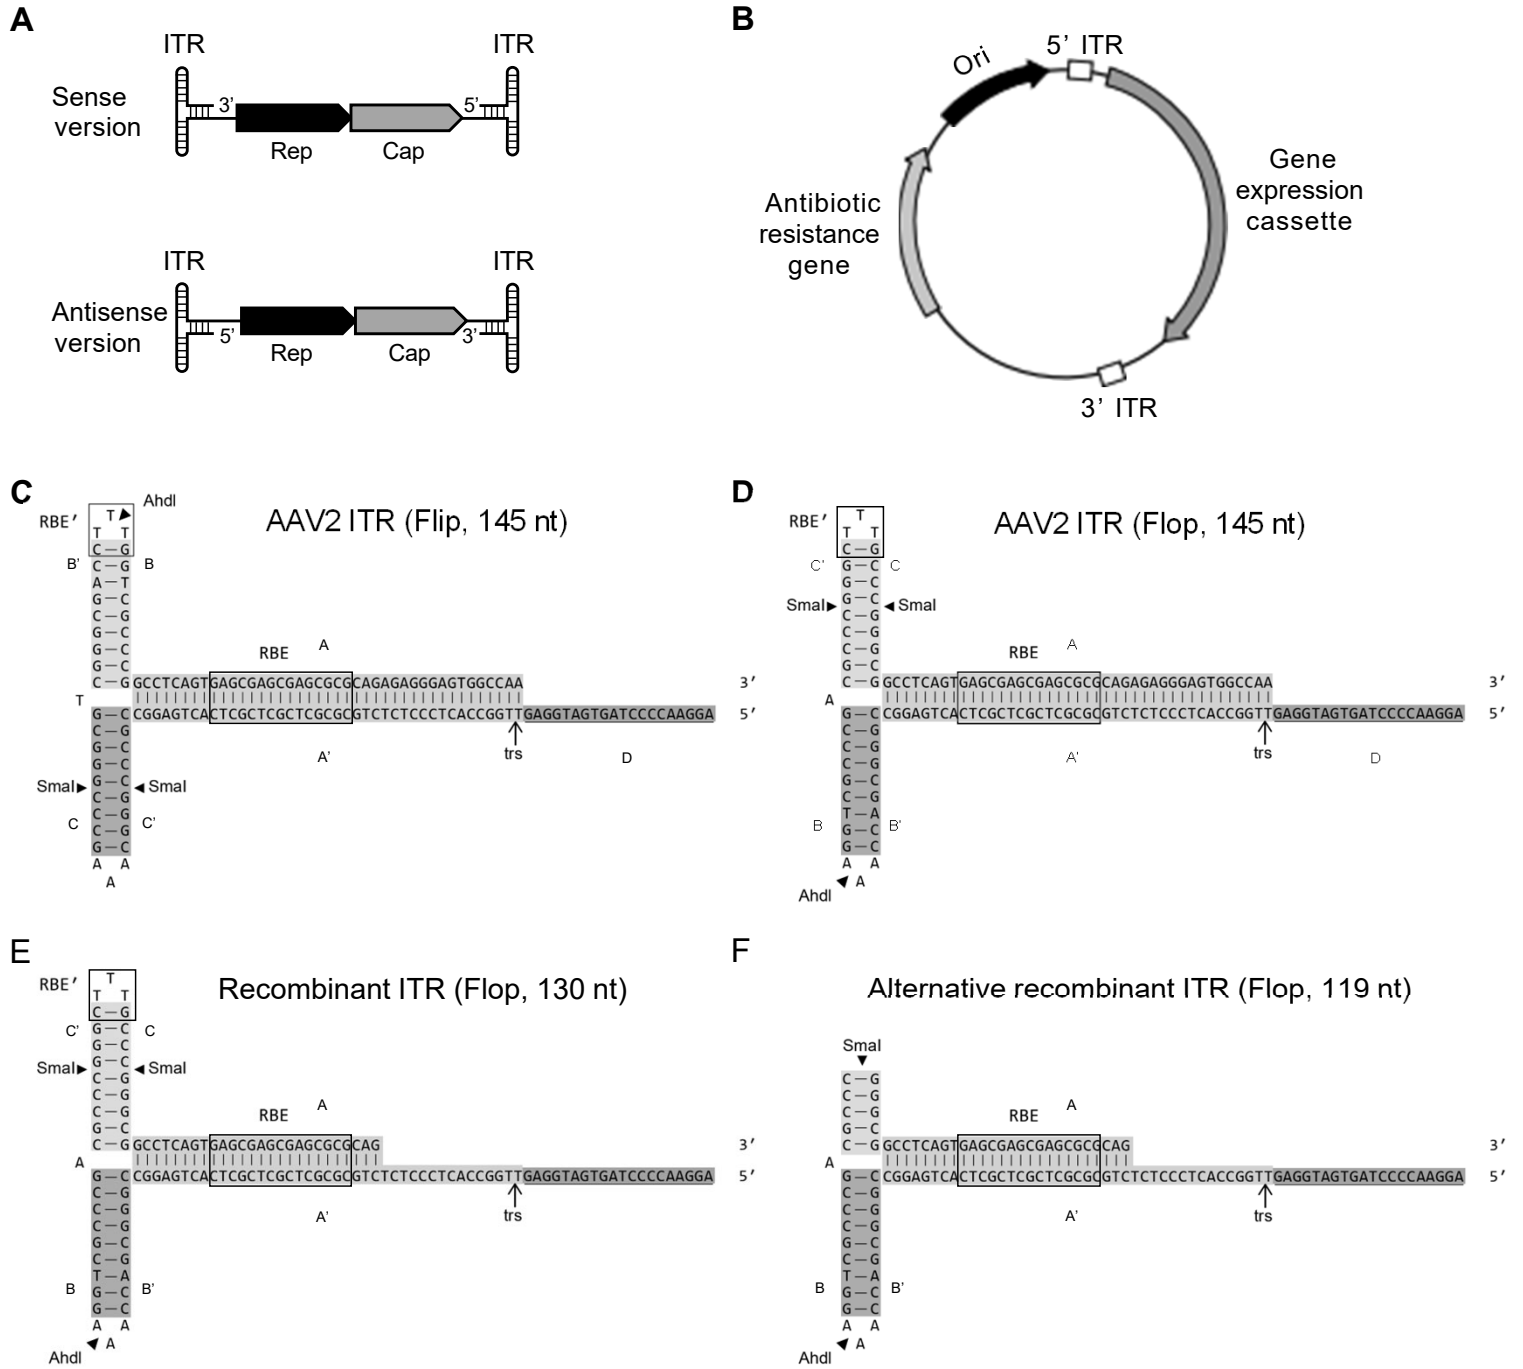 A
ITR
ITR
Sense
version
3’
5’
Rep
Cap
ITR
ITR
Antisense
version
5’
3’
Rep
Cap
B
Ori
5’ ITR
Gene
expression
cassette
Antibiotic
resistance
gene
3’ ITR
C
AAV2 ITR (Flip, 145 nt)
AhdI
RBE′
T
T T
C–G
B’
C–G
B
A–T
G–C
C–G
G–C
G–C
G–C
C–G
RBE
A
GCCTCAGTGAGCGAGCGAGCGCGCAGAGAGGGAGTGGCCAA
3′
T
CGGAGTCACTCGCTCGCTCGCGCGTCTCTCCCTCACCGGTTGAGGTAGTGATCCCCAAGGA
5′
G–C
C–G
G–C
G–C
G–C
C–G
C–G
C–G
G–C
SmaI
SmaI
C
C’
A A
A
A’
trs
D
D
AAV2 ITR (Flop, 145 nt)
RBE′
T
T T
C–G
C’
G–C
C
G–C
G–C
SmaI
SmaI
C–G
C–G
C–G
G–C
C–G
RBE
A
GCCTCAGTGAGCGAGCGAGCGCGCAGAGAGGGAGTGGCCAA
3′
A
CGGAGTCACTCGCTCGCTCGCGCGTCTCTCCCTCACCGGTTGAGGTAGTGATCCCCAAGGA
5′
G–C
C–G
C–G
C–G
G–C
C–G
T–A
G–C
G–C
B
B’
A A
A
AhdI
A’
trs
D
E
Recombinant ITR (Flop, 130 nt)
RBE′
T
T T
C–G
C’
G–C
C
G–C
G–C
SmaI
SmaI
C–G
C–G
C–G
G–C
C–G
RBE
A
GCCTCAGTGAGCGAGCGAGCGCGCAG
3′
A
CGGAGTCACTCGCTCGCTCGCGCGTCTCTCCCTCACCGGTTGAGGTAGTGATCCCCAAGGA
5′
G–C
C–G
C–G
C–G
G–C
C–G
T–A
G–C
G–C
B
B’
A A
A
AhdI
A’
trs
F
Alternative recombinant ITR (Flop, 119 nt)
SmaI
C–G
C–G
C–G
G–C
C–G
RBE
A
GCCTCAGTGAGCGAGCGAGCGCGCAG
3′
A
CGGAGTCACTCGCTCGCTCGCGCGTCTCTCCCTCACCGGTTGAGGTAGTGATCCCCAAGGA
5′
G–C
C–G
C–G
C–G
G–C
C–G
T–A
G–C
G–C
B
B’
A A
A
AhdI
A’
trs